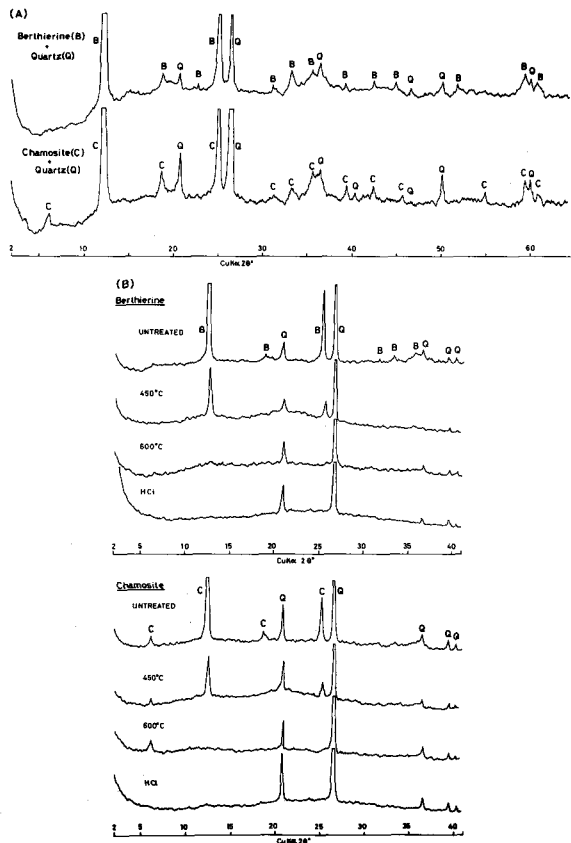 (A)
Berthierine(B)
+
Quartz(Q)
B B Q B B Q B B B Q B B B Q Q B B Q B
Chamosite(C)
+
Quartz(Q)
C C C Q C Q C C C Q C Q C C Q Q C C Q C
2 10 20 30 40 50 60
CuKα 2θ°
(B)
Berthierine
UNTREATED
B B Q B Q B B B Q Q Q
450°C
600°C
HCl
2 5 10 15 20 25 30 35 40
CuKα 2θ°
Chamosite
UNTREATED
C C C Q C Q Q Q Q
450°C
600°C
HCl
2 5 10 15 20 25 30 35 40
CuKα 2θ°